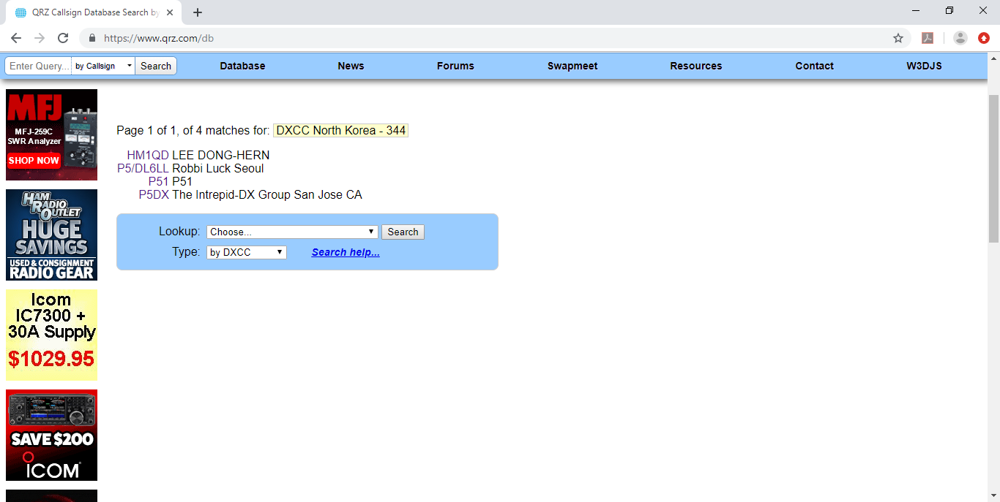 QRZ Callsign Database Search by
https://www.qrz.com/db
Enter Query... by Callsign Search Database News Forums Swapmeet Resources Contact W3DJS
MFJ
MFJ-259C
SWR Analyzer
SHOP NOW
HAM
RADIO
OUTLET
HUGE
SAVINGS
USED & CONSIGNMENT
RADIO GEAR
Icom
IC7300 +
30A Supply
$1029.95
SAVE $200
ICOM
Page 1 of 1, of 4 matches for: DXCC North Korea - 344
HM1QD LEE DONG-HERN
P5/DL6LL Robbi Luck Seoul
P51 P51
P5DX The Intrepid-DX Group San Jose CA
Lookup: Choose... Search
Type: by DXCC Search help...